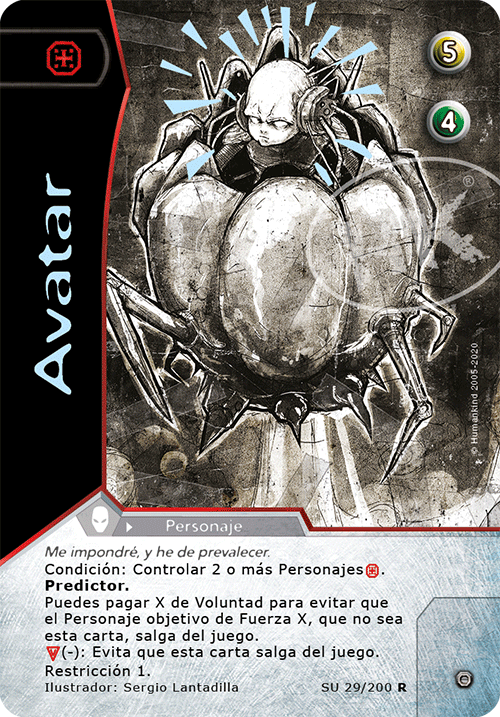 5
4
Avatar
® 
© Humankind 2005-2020
Personaje
Me impondré, y he de prevalecer.
Condición: Controlar 2 o más Personajes.
Predictor.
Puedes pagar X de Voluntad para evitar que
el Personaje objetivo de Fuerza X, que no sea
esta carta, salga del juego.
(-): Evita que esta carta salga del juego.
Restricción 1.
Ilustrador: Sergio Lantadilla SU 29/200 R